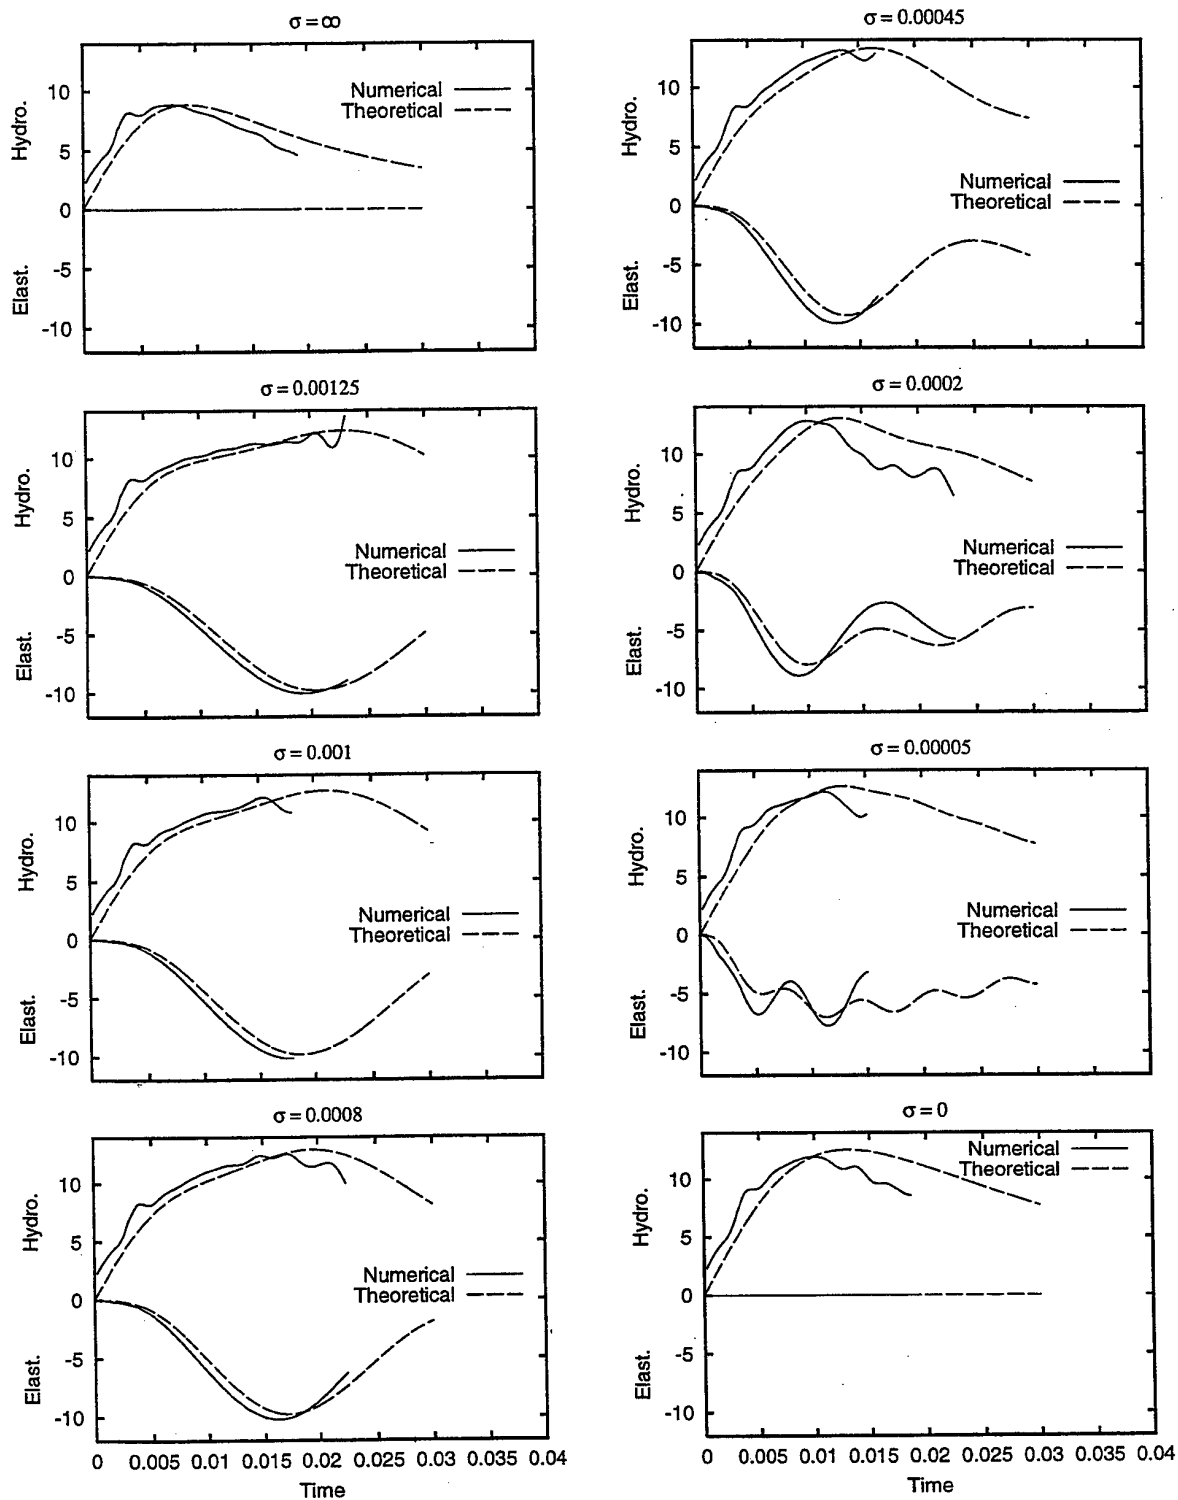 σ = ∞
Hydro.
Elast.
10
5
0
-5
-10
Numerical
Theoretical
σ = 0.00125
Hydro.
Elast.
10
5
0
-5
-10
Numerical
Theoretical
σ = 0.001
Hydro.
Elast.
10
5
0
-5
-10
Numerical
Theoretical
σ = 0.0008
Hydro.
Elast.
10
5
0
-5
-10
Numerical
Theoretical
0 0.005 0.01 0.015 0.02 0.025 0.03 0.035 0.04
Time
σ = 0.00045
Hydro.
Elast.
10
5
0
-5
-10
Numerical
Theoretical
σ = 0.0002
Hydro.
Elast.
10
5
0
-5
-10
Numerical
Theoretical
σ = 0.00005
Hydro.
Elast.
10
5
0
-5
-10
Numerical
Theoretical
σ = 0
Hydro.
Elast.
10
5
0
-5
-10
Numerical
Theoretical
0 0.005 0.01 0.015 0.02 0.025 0.03 0.035 0.04
Time